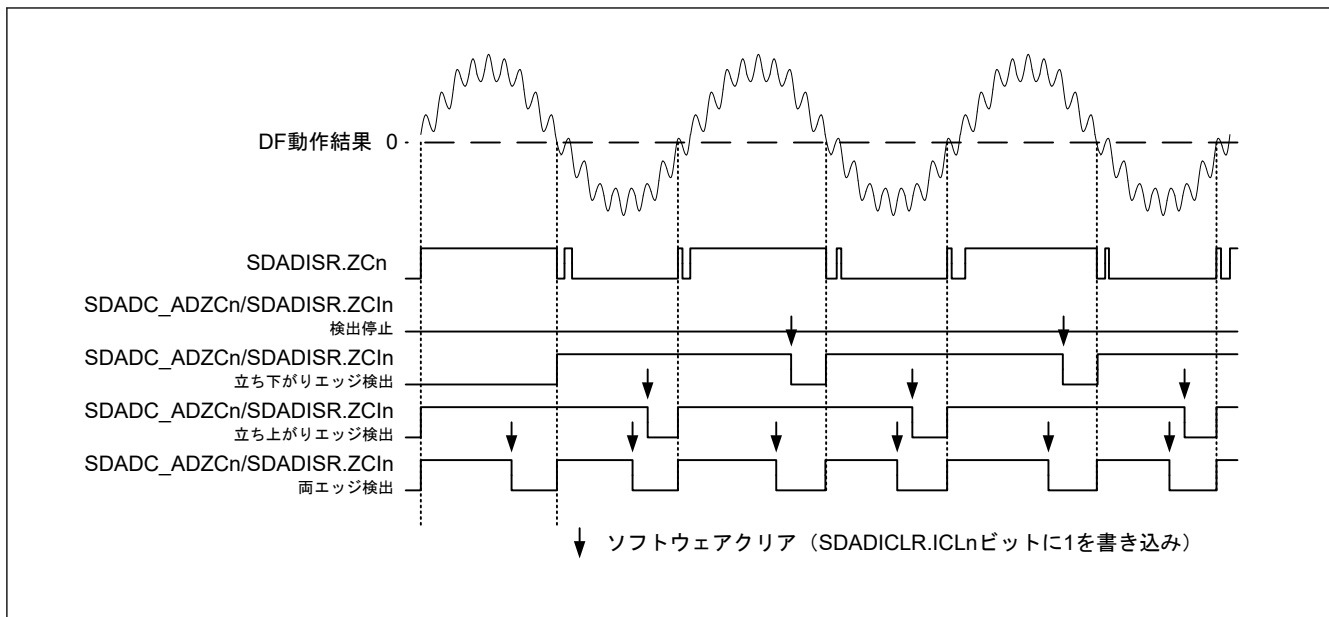 DF動作結果 0
SDADISR.ZCn
SDADC_ADZCn/SDADISR.ZCIn
検出停止
SDADC_ADZCn/SDADISR.ZCIn
立ち下がりエッジ検出
SDADC_ADZCn/SDADISR.ZCIn
立ち上がりエッジ検出
SDADC_ADZCn/SDADISR.ZCIn
両エッジ検出
ソフトウェアクリア（SDADICLR.ICLnビットに1を書き込み）